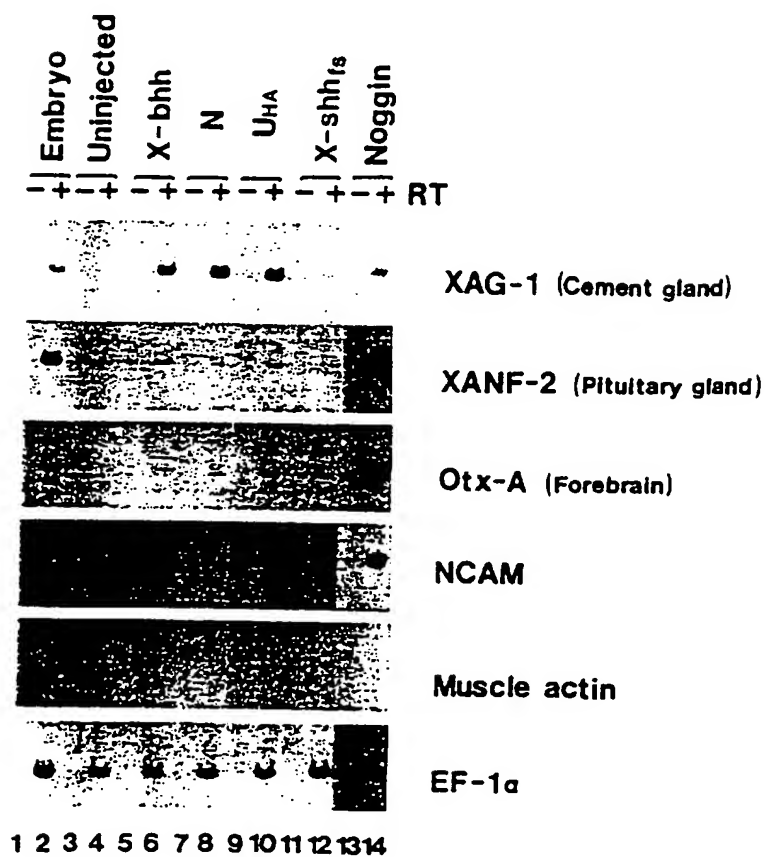 Embryo
Uninjected
X-bhh
N
UHA
X-shhfs
Noggin
- + - + - + - + - + - + - + RT
XAG-1 (Cement gland)
XANF-2 (Pituitary gland)
Otx-A (Forebrain)
NCAM
Muscle actin
EF-1α
1 2 3 4 5 6 7 8 9 10 11 12 13 14